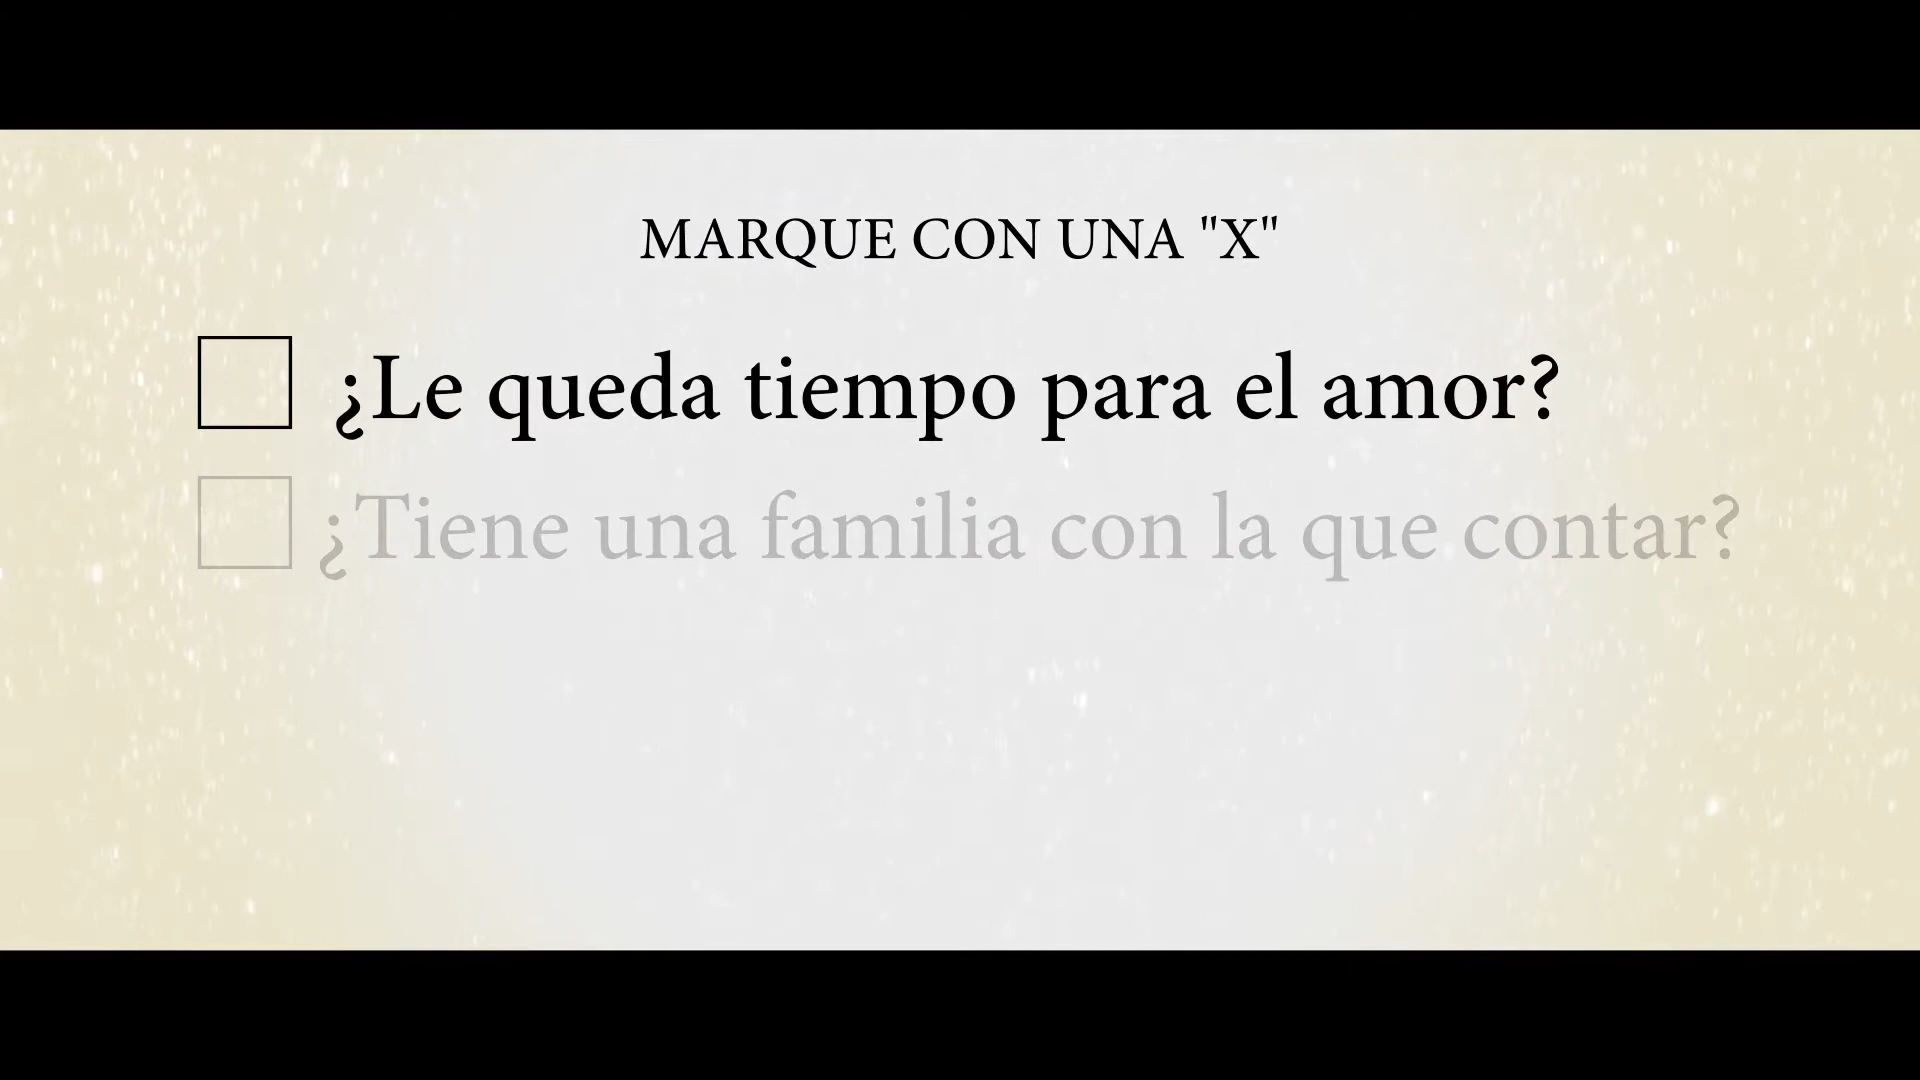 MARQUE CON UNA "X"
¿Le queda tiempo para el amor?
¿Tiene una familia con la que contar?